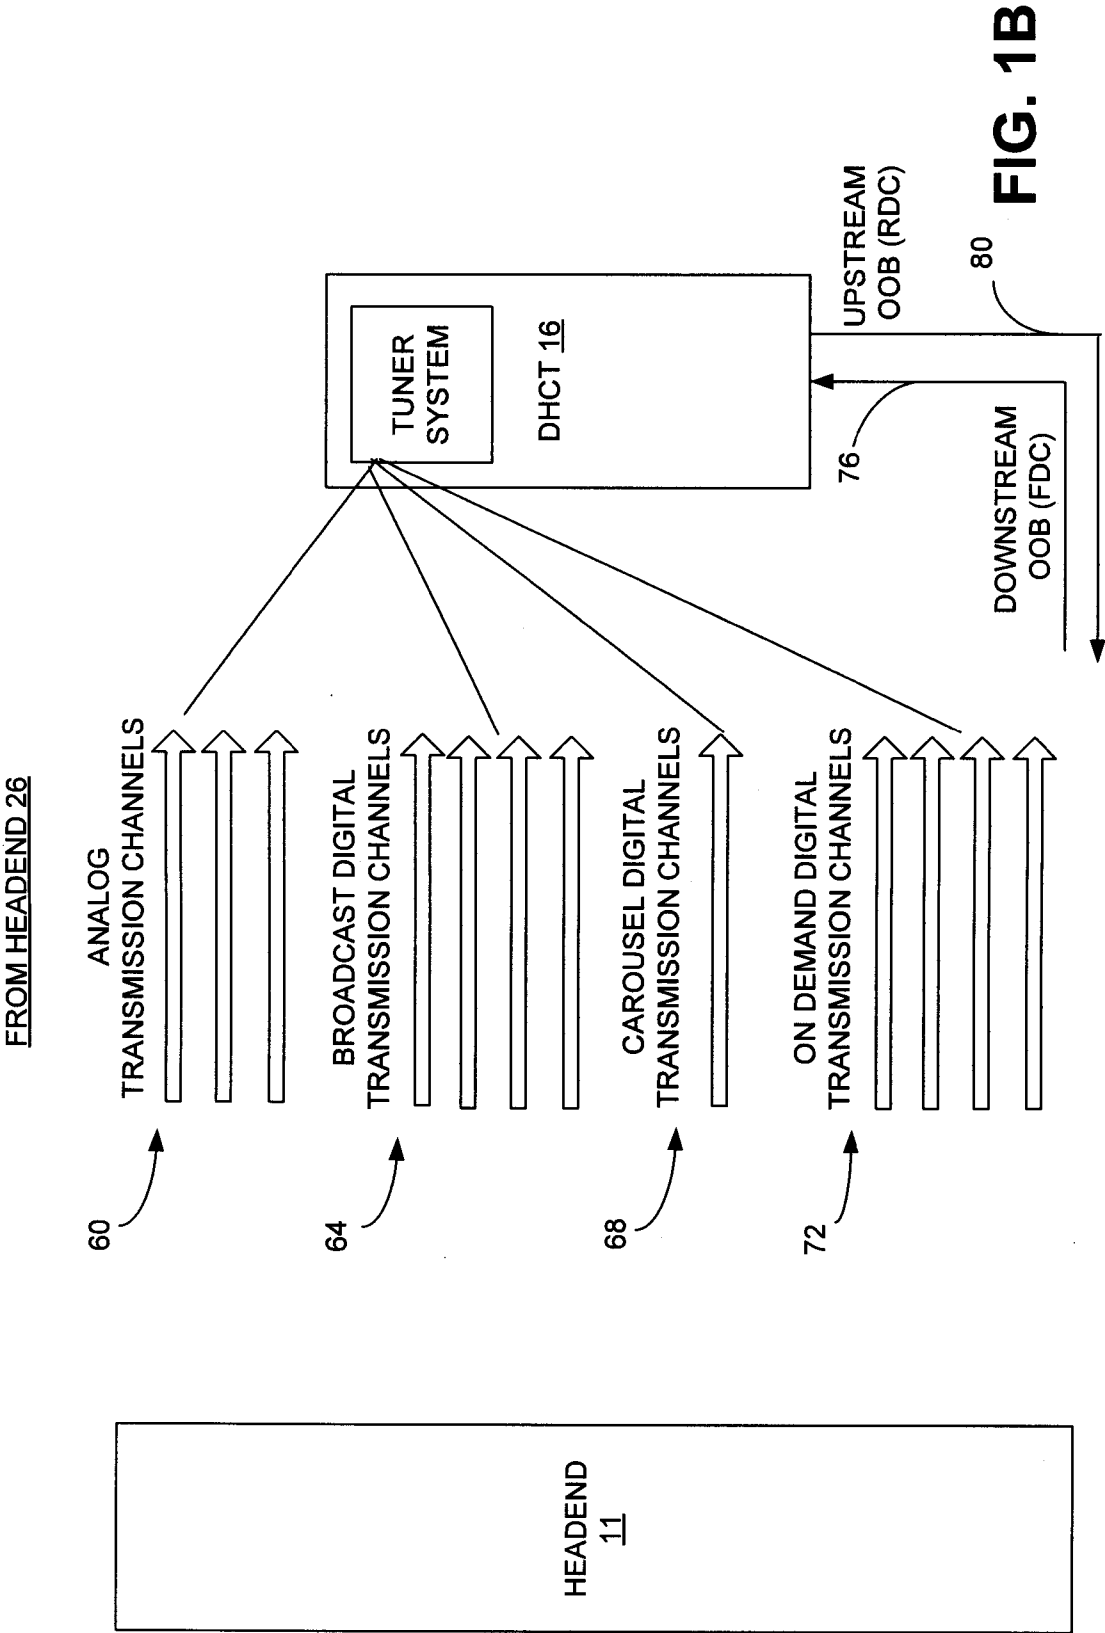 FROM HEADEND 26
ANALOG
TRANSMISSION CHANNELS
60
BROADCAST DIGITAL
TRANSMISSION CHANNELS
64
CAROUSEL DIGITAL
TRANSMISSION CHANNELS
68
ON DEMAND DIGITAL
TRANSMISSION CHANNELS
72
HEADEND
11
TUNER
SYSTEM
DHCT 16
76
UPSTREAM
OOB (RDC)
80
DOWNSTREAM
OOB (FDC)
FIG. 1B